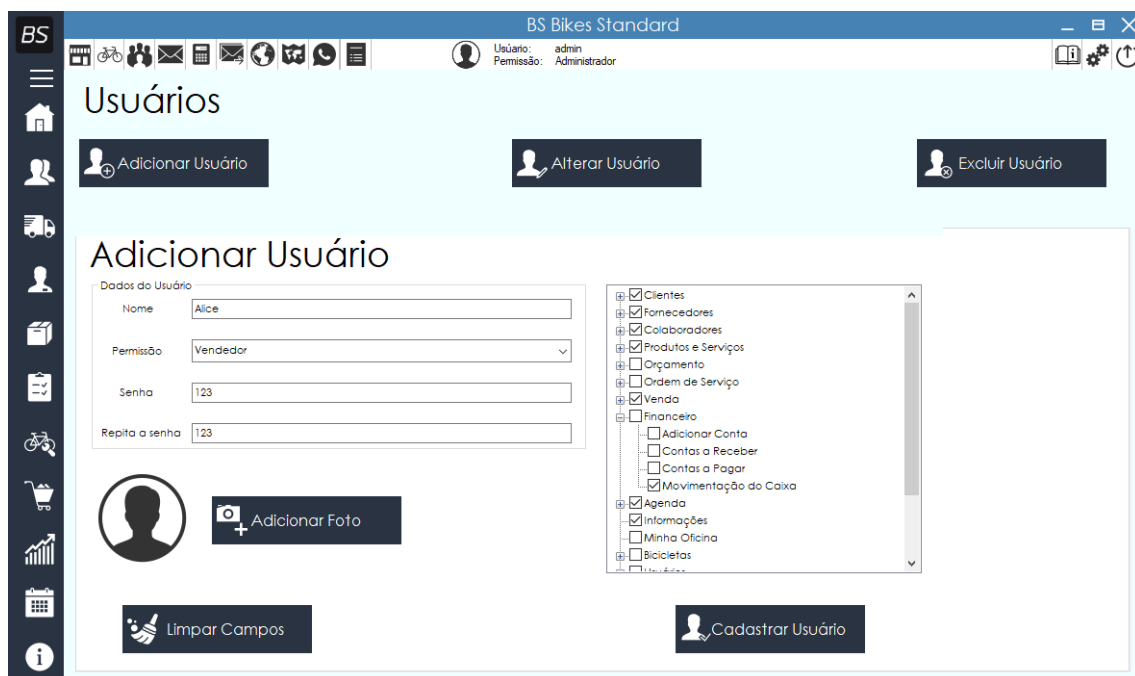 BS
BS Bikes Standard
Usúario: admin
Permissão: Administrador
Usuários
Adicionar Usuário
Alterar Usuário
Excluir Usuário
Adicionar Usuário
Dados do Usuário
Nome Alice
Permissão Vendedor
Senha 123
Repita a senha 123
Adicionar Foto
Clientes
Fornecedores
Colaboradores
Produtos e Serviços
Orçamento
Ordem de Serviço
Venda
Financeiro
Adicionar Conta
Contas a Receber
Contas a Pagar
Movimentação do Caixa
Agenda
Informações
Minha Oficina
Bicicletas
Usuários
Limpar Campos
Cadastrar Usuário